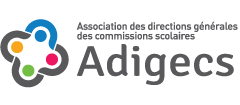 Association des directions générales
des commissions scolaires
Adigecs